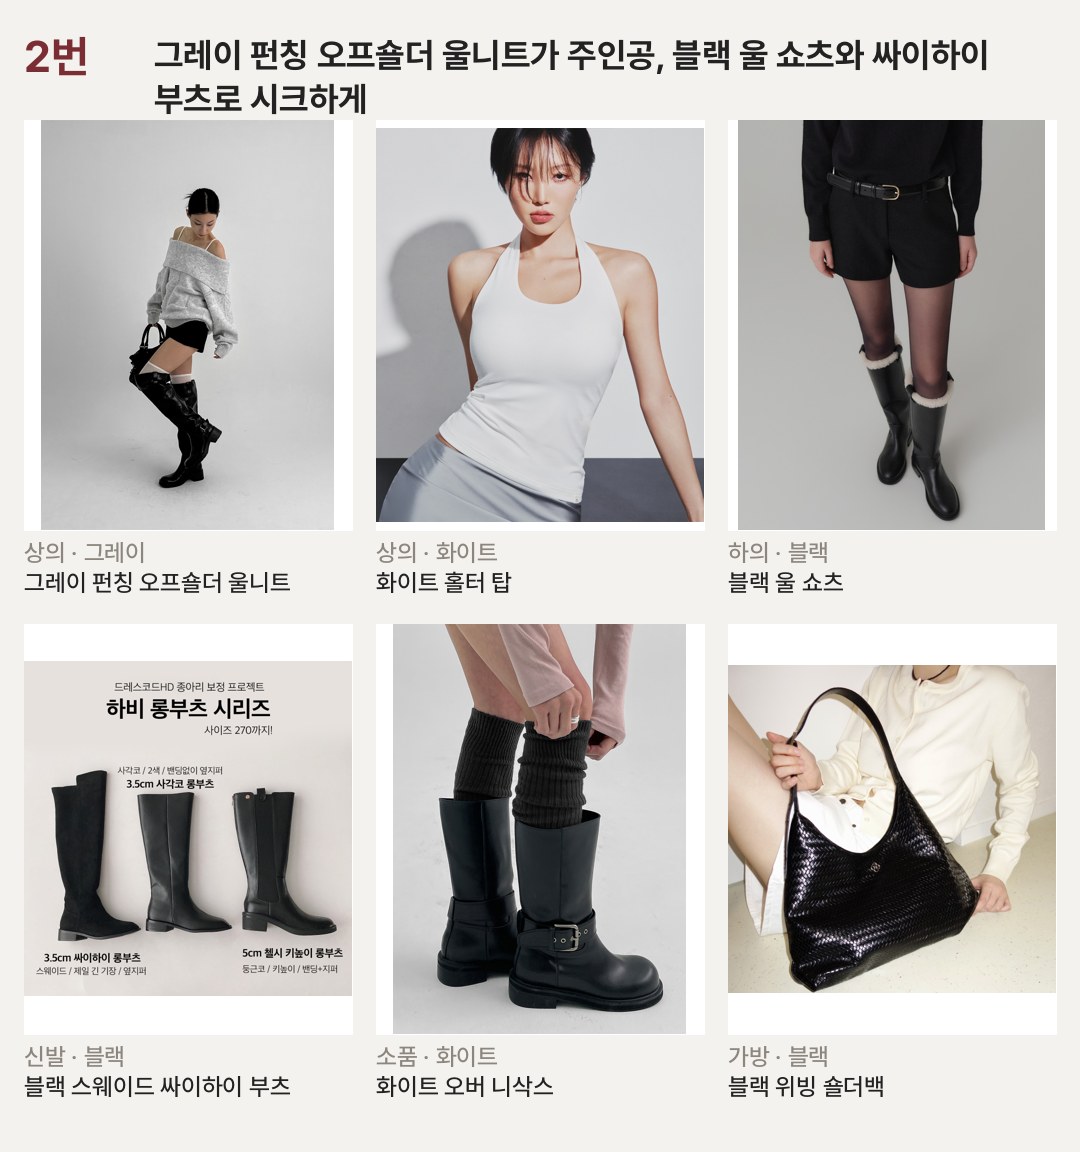 2번
그레이 펀칭 오프숄더 울니트가 주인공, 블랙 울 쇼츠와 싸이하이
부츠로 시크하게
상의 · 그레이
그레이 펀칭 오프숄더 울니트
상의 · 화이트
화이트 홀터 탑
하의 · 블랙
블랙 울 쇼츠
드레스코드HD 종아리 보정 프로젝트
하비 롱부츠 시리즈
사이즈 270까지!
사각코 / 2색 / 밴딩없이 옆지퍼
3.5cm 사각코 롱부츠
3.5cm 싸이하이 롱부츠
스웨이드 / 제일 긴 기장 / 옆지퍼
5cm 첼시 키높이 롱부츠
둥근코 / 키높이 / 밴딩+지퍼
신발 · 블랙
블랙 스웨이드 싸이하이 부츠
소품 · 화이트
화이트 오버 니삭스
가방 · 블랙
블랙 위빙 숄더백